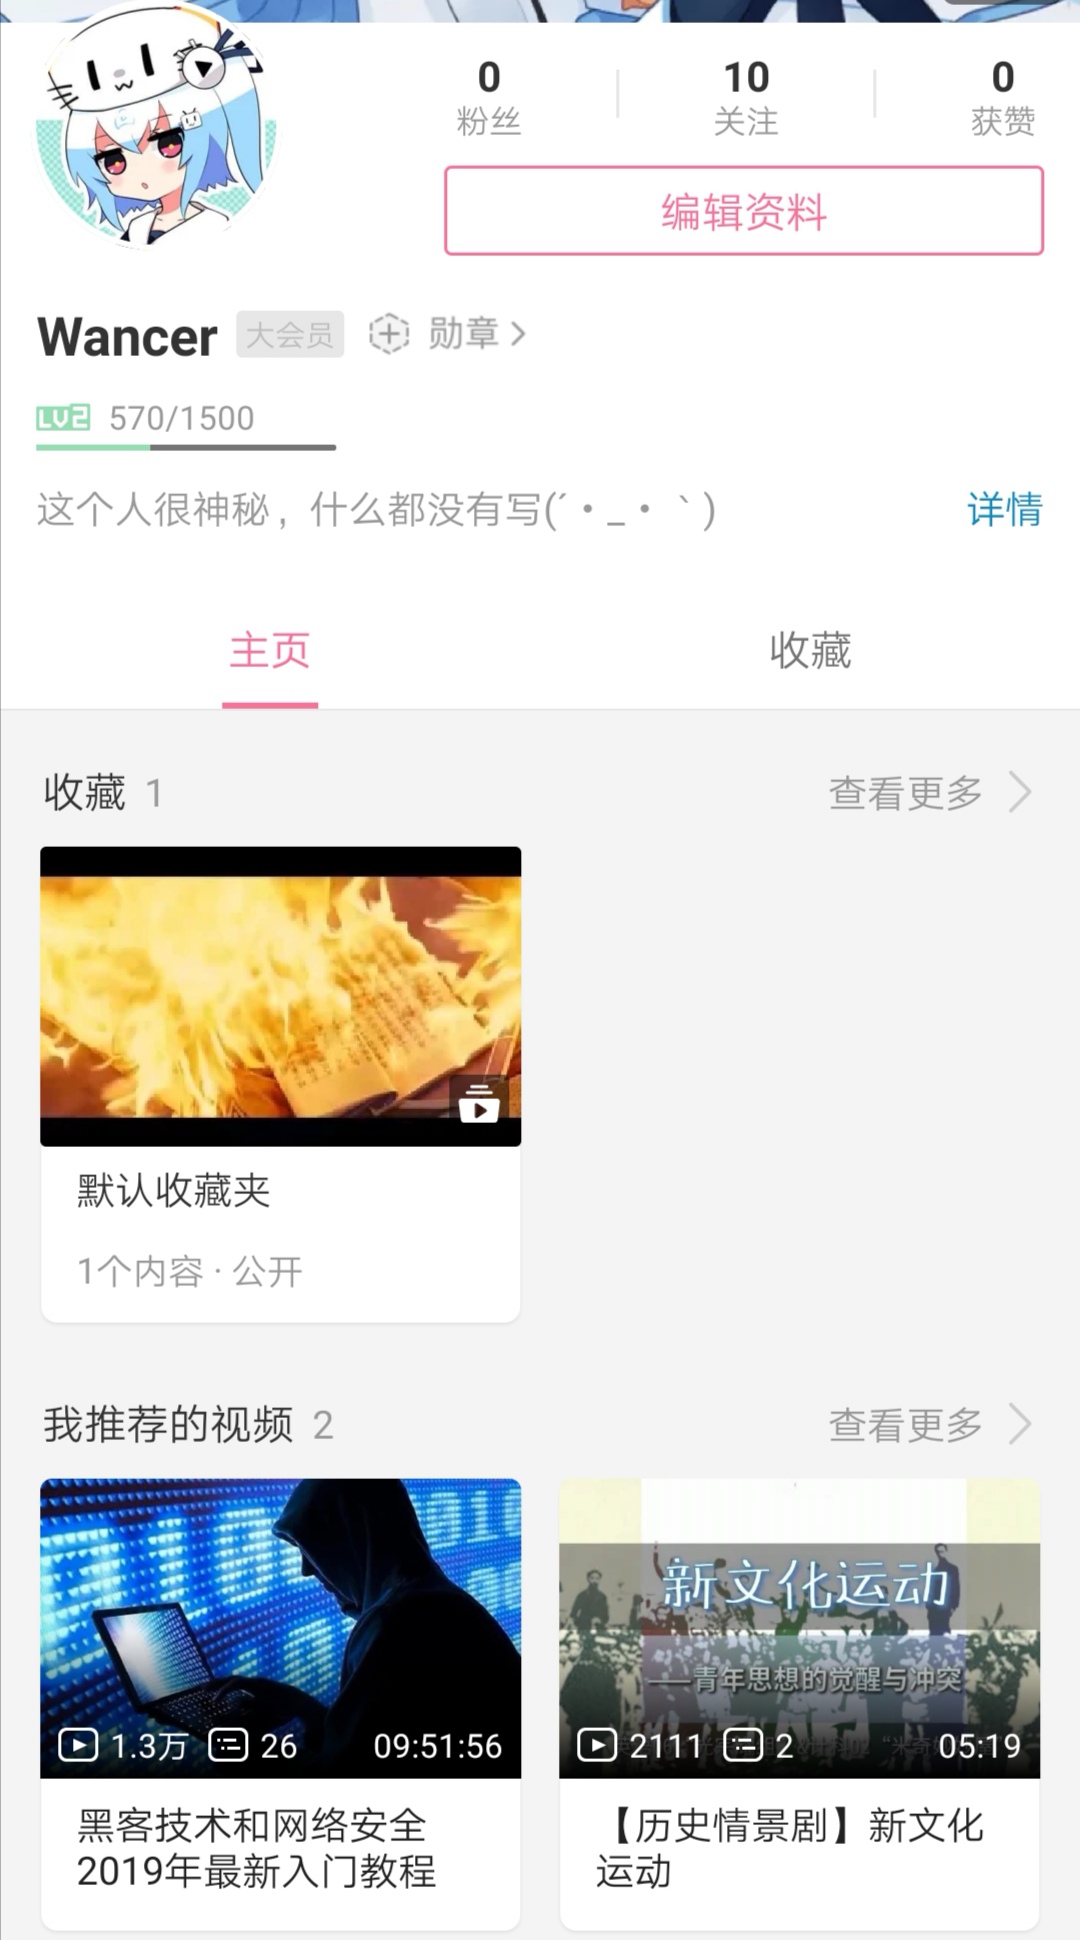 0
粉丝
10
关注
0
获赞
编辑资料
Wancer 大会员 勋章
LV2 570/1500
这个人很神秘，什么都没有写(´・_・｀)
详情
主页
收藏
收藏 1
查看更多
默认收藏夹
1个内容 · 公开
我推荐的视频 2
查看更多
1.3万 26 09:51:56
黑客技术和网络安全
2019年最新入门教程
新文化运动
——青年思想的觉醒与冲突
2111 2 05:19
【历史情景剧】新文化
运动